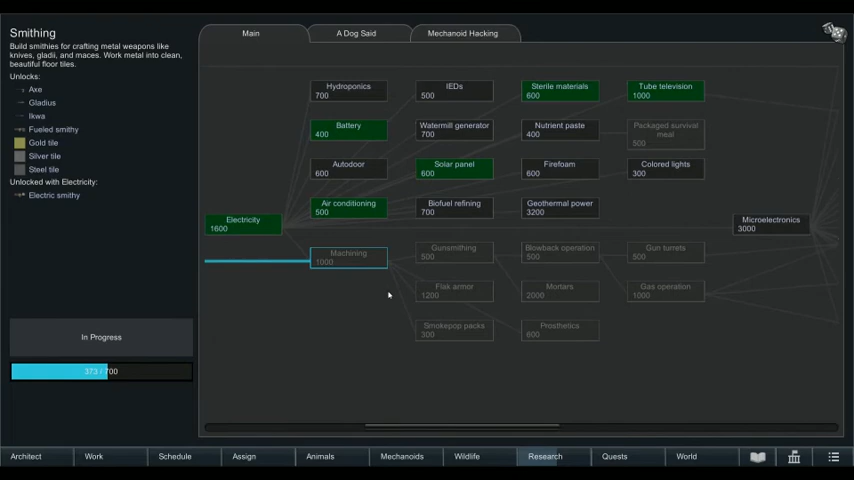 Smithing
Build smithies for crafting metal weapons like
knives, gladii, and maces. Work metal into clean,
beautiful floor tiles.
Unlocks:
Axe
Gladius
Ikwa
Fueled smithy
Gold tile
Silver tile
Steel tile
Unlocked with Electricity:
Electric smithy
In Progress
373 / 700
Main
A Dog Said
Mechanoid Hacking
Hydroponics
700
IEDs
500
Sterile materials
600
Tube television
1000
Battery
400
Watermill generator
700
Nutrient paste
400
Packaged survival
meal
500
Autodoor
600
Solar panel
600
Firefoam
600
Colored lights
300
Air conditioning
500
Biofuel refining
700
Geothermal power
3200
Electricity
1600
Microelectronics
3000
Machining
1000
Gunsmithing
500
Blowback operation
500
Gun turrets
500
Flak armor
1200
Mortars
2000
Gas operation
1000
Smokepop packs
300
Prosthetics
600
Architect
Work
Schedule
Assign
Animals
Mechanoids
Wildlife
Research
Quests
World